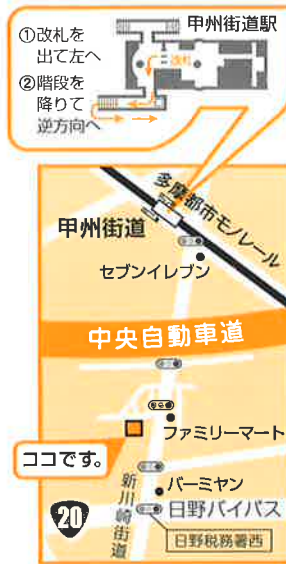 甲州街道駅
①改札を
出て左へ
②階段を
降りて
逆方向へ
改札
多摩都市モノレール
甲州街道
セブンイレブン
中央自動車道
ファミリーマート
ココです。
新川崎街道
バーミヤン
20
日野バイパス
日野税務署西